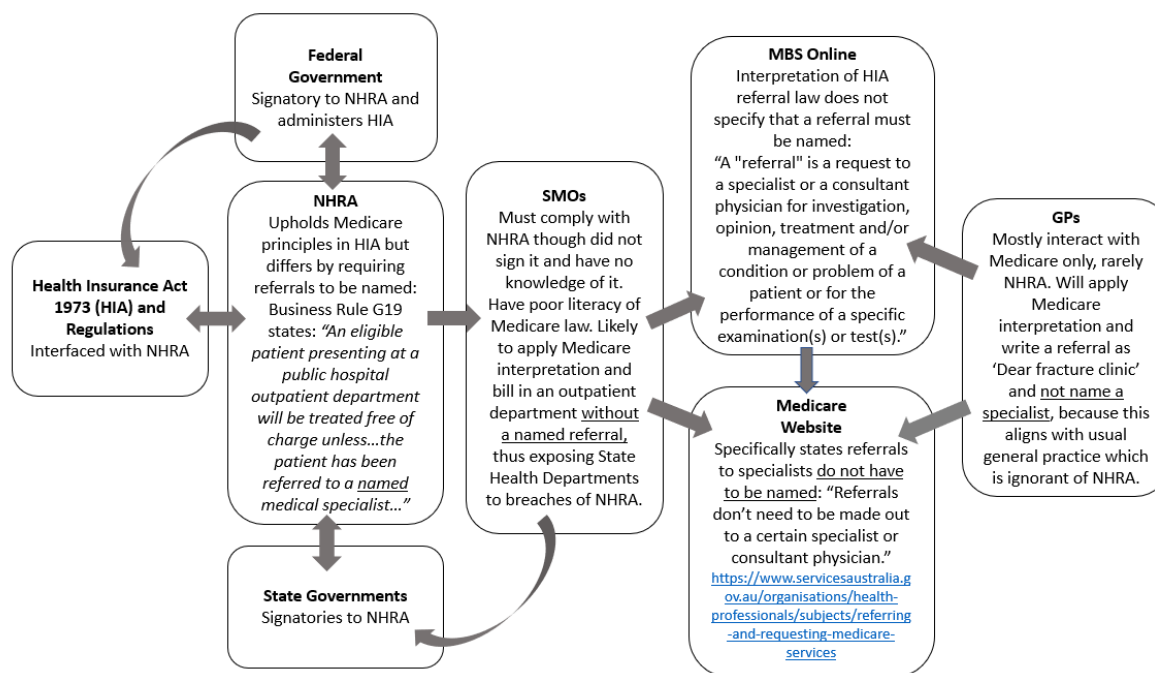 Federal
Government
Signatory to NHRA and
administers HIA
Health Insurance Act
1973 (HIA) and
Regulations
Interfaced with NHRA
NHRA
Upholds Medicare
principles in HIA but
differs by requiring
referrals to be named:
Business Rule G19
states: “An eligible
patient presenting at a
public hospital
outpatient department
will be treated free of
charge unless...the
patient has been
referred to a named
medical specialist...”
State Governments
Signatories to NHRA
SMOs
Must comply with
NHRA though did not
sign it and have no
knowledge of it.
Have poor literacy of
Medicare law. Likely
to apply Medicare
interpretation and
bill in an outpatient
department without
a named referral,
thus exposing State
Health Departments
to breaches of NHRA.
MBS Online
Interpretation of HIA
referral law does not
specify that a referral must
be named:
“A "referral" is a request to
a specialist or a consultant
physician for investigation,
opinion, treatment and/or
management of a
condition or problem of a
patient or for the
performance of a specific
examination(s) or test(s).”
Medicare
Website
Specifically states referrals
to specialists do not have
to be named: “Referrals
don’t need to be made out
to a certain specialist or
consultant physician.”
https://www.servicesaustralia.g
ov.au/organisations/health-
professionals/subjects/referring
-and-requesting-medicare-
services
GPs
Mostly interact with
Medicare only, rarely
NHRA. Will apply
Medicare
interpretation and
write a referral as
‘Dear fracture clinic’
and not name a
specialist, because this
aligns with usual
general practice which
is ignorant of NHRA.